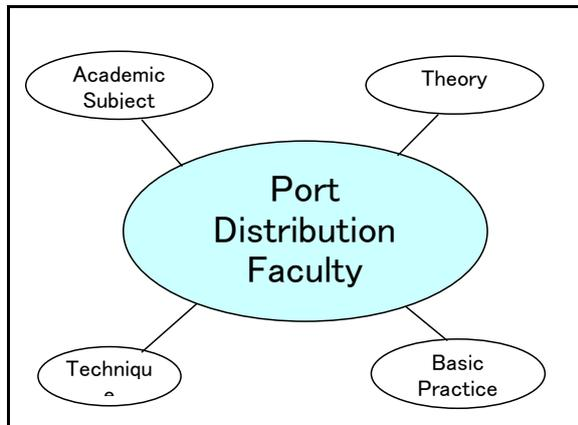 Academic
Subject
Theory
Port
Distribution
Faculty
Techniqu
e
Basic
Practice